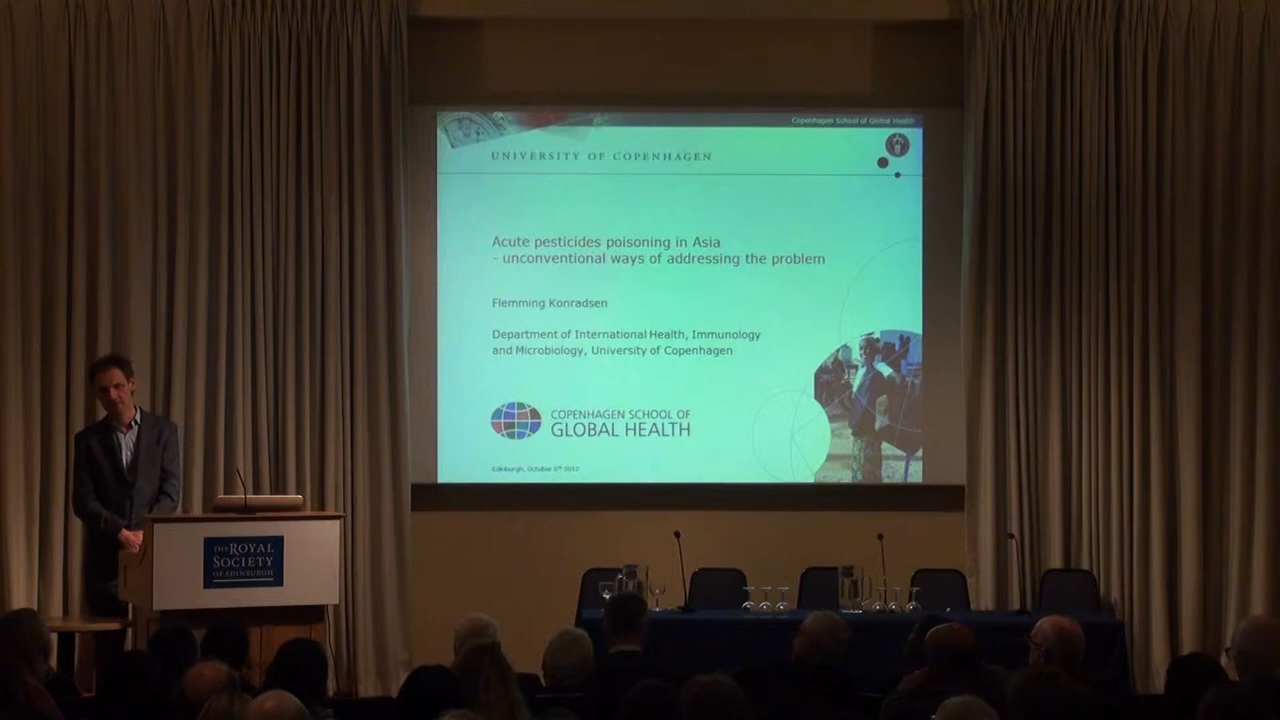 Copenhagen School of Global Health
UNIVERSITY OF COPENHAGEN
Acute pesticides poisoning in Asia
- unconventional ways of addressing the problem
Flemming Konradsen
Department of International Health, Immunology
and Microbiology, University of Copenhagen
COPENHAGEN SCHOOL OF
GLOBAL HEALTH
Edinburgh, October 5th 2012
THE ROYAL
SOCIETY
OF EDINBURGH